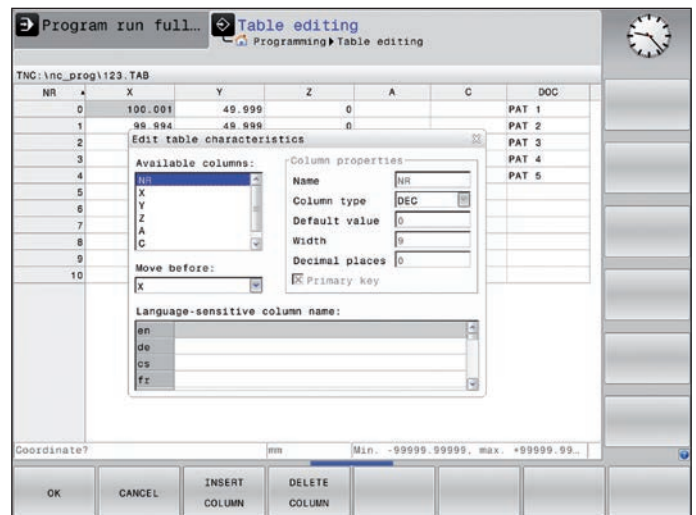 Program run full… Table editing
Programming Table editing
TNC:\nc_prog\123.TAB
NR X Y Z A C DOC
0 100.001 49.999 0 PAT 1
1 99.994 49.999 0 PAT 2
2 PAT 3
3 PAT 4
4 PAT 5
5
6
7
8
9
10
Edit table characteristics
Available columns:
NR
X
Y
Z
A
C
Move before:
X
Column properties
Name NR
Column type DEC
Default value 0
Width 9
Decimal places 0
Primary key
Language-sensitive column name:
en
de
cs
fr
Coordinate? mm Min. -99999.99999, max. +99999.99…
OK
CANCEL
INSERT COLUMN
DELETE COLUMN